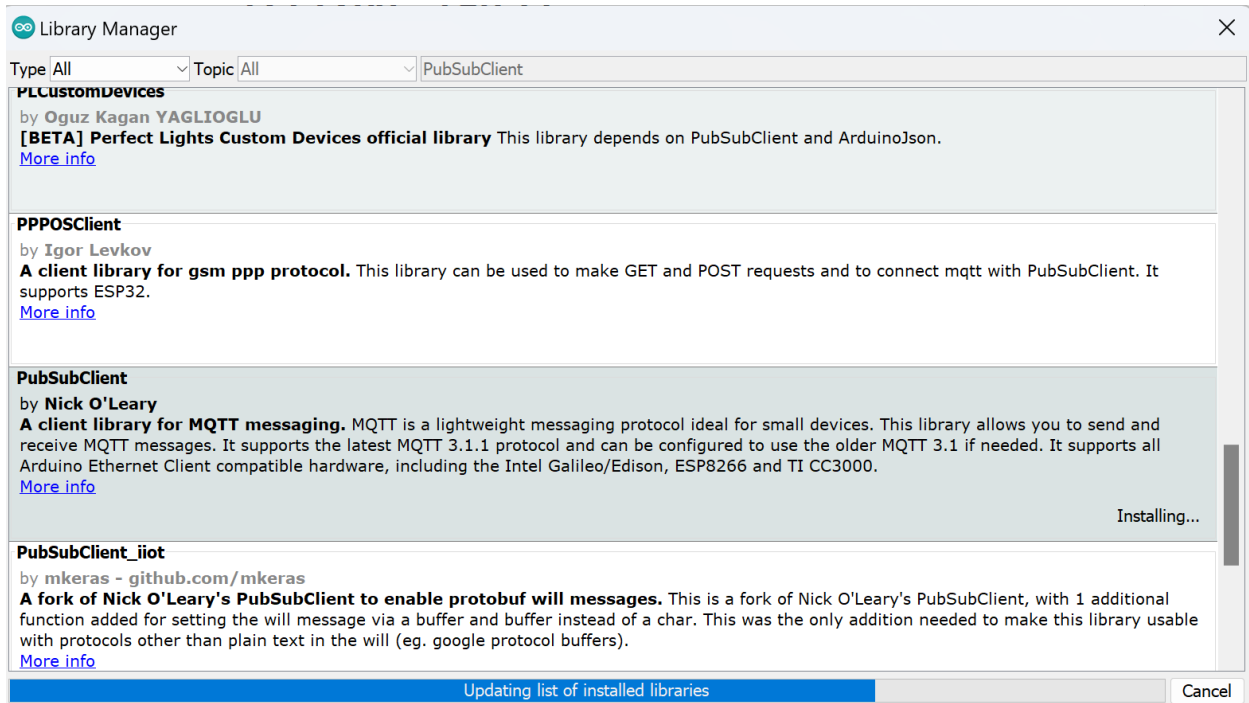 Library Manager
Type All Topic All PubSubClient
PLCustomDevices
by Oguz Kagan YAGLIOGLU
[BETA] Perfect Lights Custom Devices official library This library depends on PubSubClient and ArduinoJson.
More info
PPPOSClient
by Igor Levkov
A client library for gsm ppp protocol. This library can be used to make GET and POST requests and to connect mqtt with PubSubClient. It
supports ESP32.
More info
PubSubClient
by Nick O'Leary
A client library for MQTT messaging. MQTT is a lightweight messaging protocol ideal for small devices. This library allows you to send and
receive MQTT messages. It supports the latest MQTT 3.1.1 protocol and can be configured to use the older MQTT 3.1 if needed. It supports all
Arduino Ethernet Client compatible hardware, including the Intel Galileo/Edison, ESP8266 and TI CC3000.
More info
Installing...
PubSubClient_iiot
by mkeras - github.com/mkeras
A fork of Nick O'Leary's PubSubClient to enable protobuf will messages. This is a fork of Nick O'Leary's PubSubClient, with 1 additional
function added for setting the will message via a buffer and buffer instead of a char. This was the only addition needed to make this library usable
with protocols other than plain text in the will (eg. google protocol buffers).
More info
Updating list of installed libraries Cancel